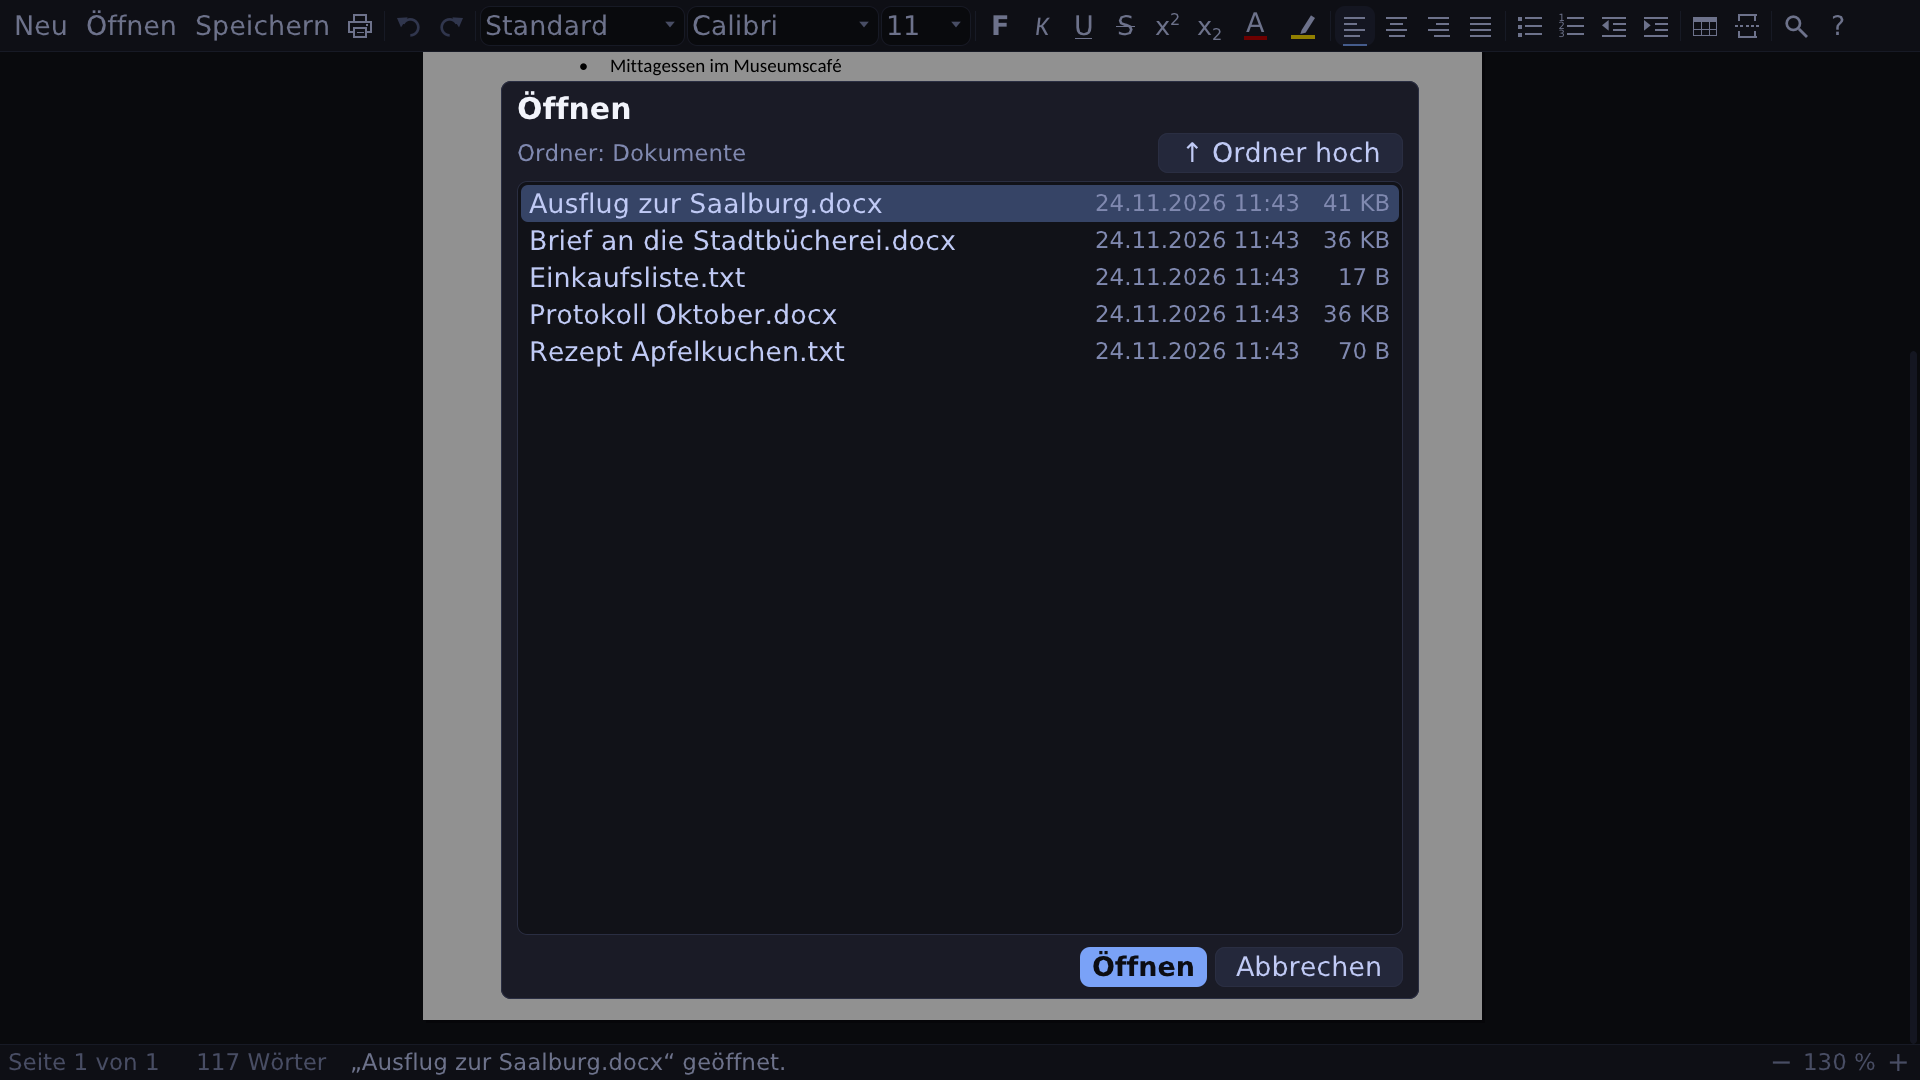 Neu Öffnen Speichern Standard Calibri 11 F K U S x² x₂ A ?
• Mittagessen im Museumscafé
Öffnen
Ordner: Dokumente ↑ Ordner hoch
Ausflug zur Saalburg.docx 24.11.2026 11:43 41 KB
Brief an die Stadtbücherei.docx 24.11.2026 11:43 36 KB
Einkaufsliste.txt 24.11.2026 11:43 17 B
Protokoll Oktober.docx 24.11.2026 11:43 36 KB
Rezept Apfelkuchen.txt 24.11.2026 11:43 70 B
Öffnen Abbrechen
Seite 1 von 1 117 Wörter „Ausflug zur Saalburg.docx“ geöffnet. − 130 % +